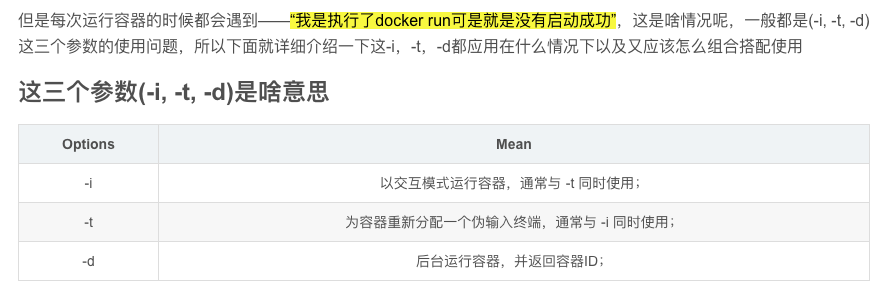 但是每次运行容器的时候都会遇到——“我是执行了docker run可是就是没有启动成功”，这是啥情况呢，一般都是(-i, -t, -d)
这三个参数的使用问题，所以下面就详细介绍一下这-i，-t，-d都应用在什么情况下以及又应该怎么组合搭配使用
这三个参数(-i, -t, -d)是啥意思
Options Mean
-i 以交互模式运行容器，通常与 -t 同时使用；
-t 为容器重新分配一个伪输入终端，通常与 -i 同时使用；
-d 后台运行容器，并返回容器ID；